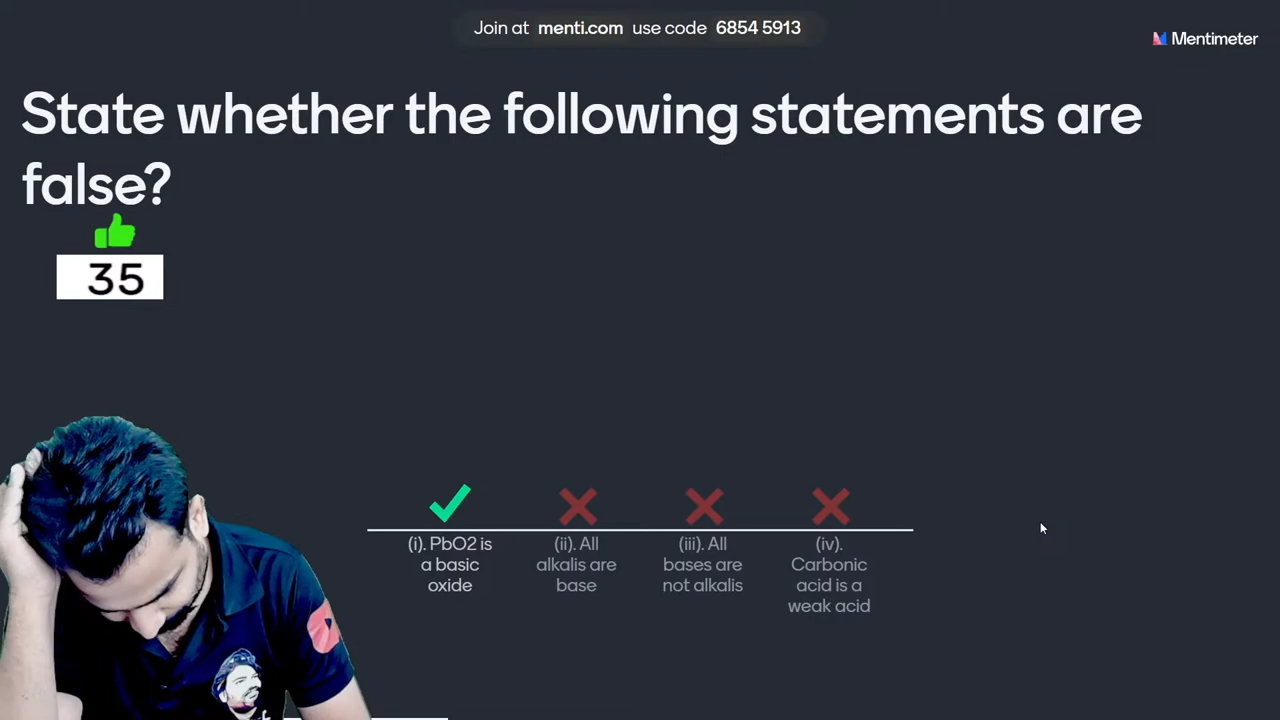 Join at menti.com use code 6854 5913
Mentimeter
State whether the following statements are
false?
35
(i). PbO2 is
a basic
oxide
(ii). All
alkalis are
base
(iii). All
bases are
not alkalis
(iv).
Carbonic
acid is a
weak acid